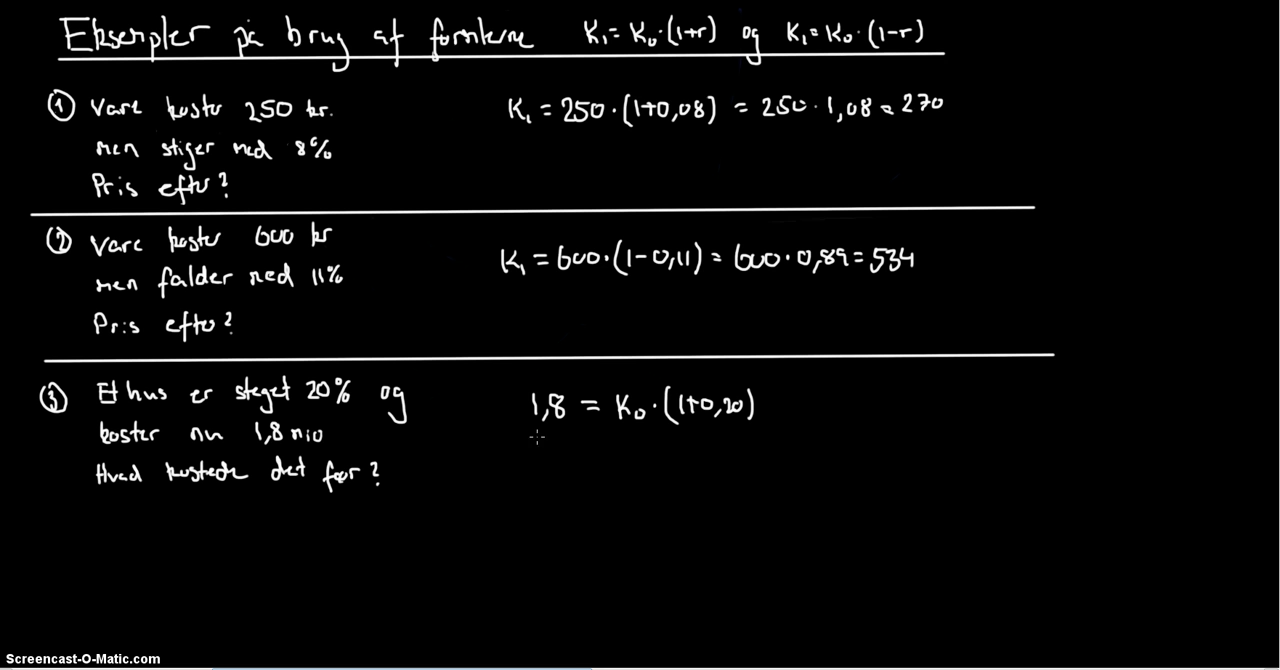 Eksempler på brug af formlerne K₁=K₀·(1+r) og K₁=K₀·(1-r)
① Vare koster 250 kr.
men stiger med 8%
Pris efter?
K₁ = 250·(1+0,08) = 250·1,08 = 270
② Vare koster 600 kr
men falder med 11%
Pris efter?
K₁ = 600·(1-0,11) = 600·0,89 = 534
③ Et hus er steget 20% og
koster nu 1,8 mio
Hvad kostede det før?
1,8 = K₀·(1+0,20)
Screencast-O-Matic.com